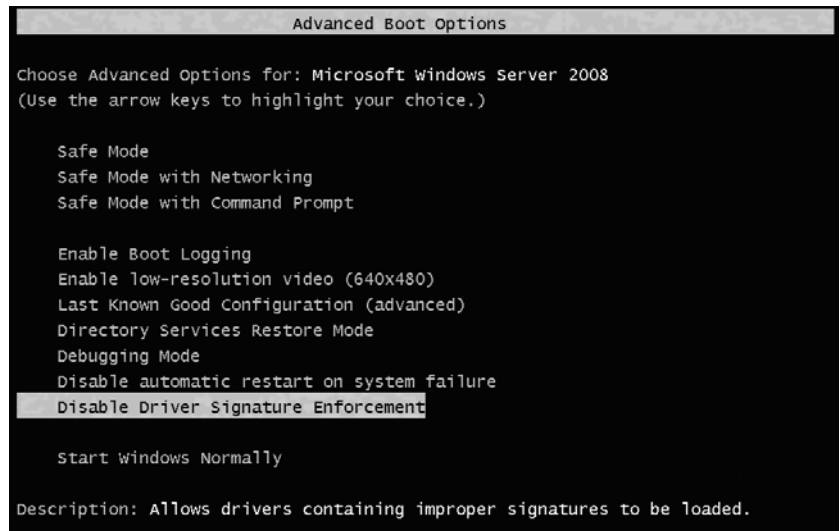 Advanced Boot Options
Choose Advanced Options for: Microsoft Windows Server 2008
(Use the arrow keys to highlight your choice.)
Safe Mode
Safe Mode with Networking
Safe Mode with Command Prompt
Enable Boot Logging
Enable low-resolution video (640x480)
Last Known Good Configuration (advanced)
Directory Services Restore Mode
Debugging Mode
Disable automatic restart on system failure
Disable Driver Signature Enforcement
Start Windows Normally
Description: Allows drivers containing improper signatures to be loaded.